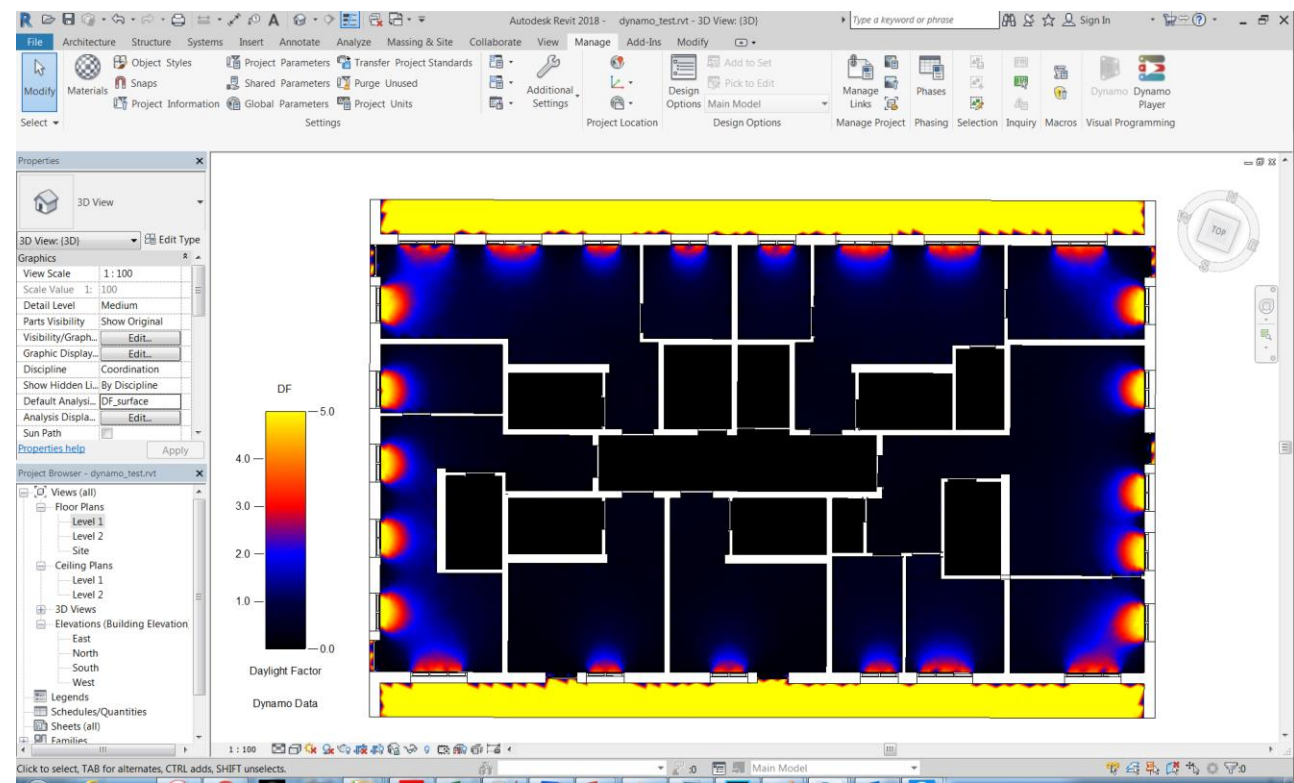 Autodesk Revit 2018 - dynamo_test.rvt - 3D View: {3D}
Type a keyword or phrase
Sign In
File Architecture Structure Systems Insert Annotate Analyze Massing & Site Collaborate View Manage Add-Ins Modify
Modify
Materials
Object Styles
Snaps
Project Information
Project Parameters
Shared Parameters
Global Parameters
Transfer Project Standards
Purge Unused
Project Units
Additional
Settings
Design
Options
Add to Set
Pick to Edit
Main Model
Manage
Links
Phases
Dynamo
Dynamo
Player
Select
Settings
Project Location
Design Options
Manage Project
Phasing
Selection
Inquiry
Macros
Visual Programming
Properties
3D View
3D View: {3D}
Edit Type
Graphics
View Scale 1 : 100
Scale Value 1: 100
Detail Level Medium
Parts Visibility Show Original
Visibility/Graph... Edit...
Graphic Display... Edit...
Discipline Coordination
Show Hidden Li... By Discipline
Default Analysi... DF_surface
Analysis Displa... Edit...
Sun Path
Properties help
Apply
Project Browser - dynamo_test.rvt
Views (all)
Floor Plans
Level 1
Level 2
Site
Ceiling Plans
Level 1
Level 2
3D Views
Elevations (Building Elevation
East
North
South
West
Legends
Schedules/Quantities
Sheets (all)
Families
DF
5.0
4.0
3.0
2.0
1.0
0.0
Daylight Factor
Dynamo Data
TOP
1 : 100
Click to select, TAB for alternates, CTRL adds, SHIFT unselects.
:0
Main Model
:0